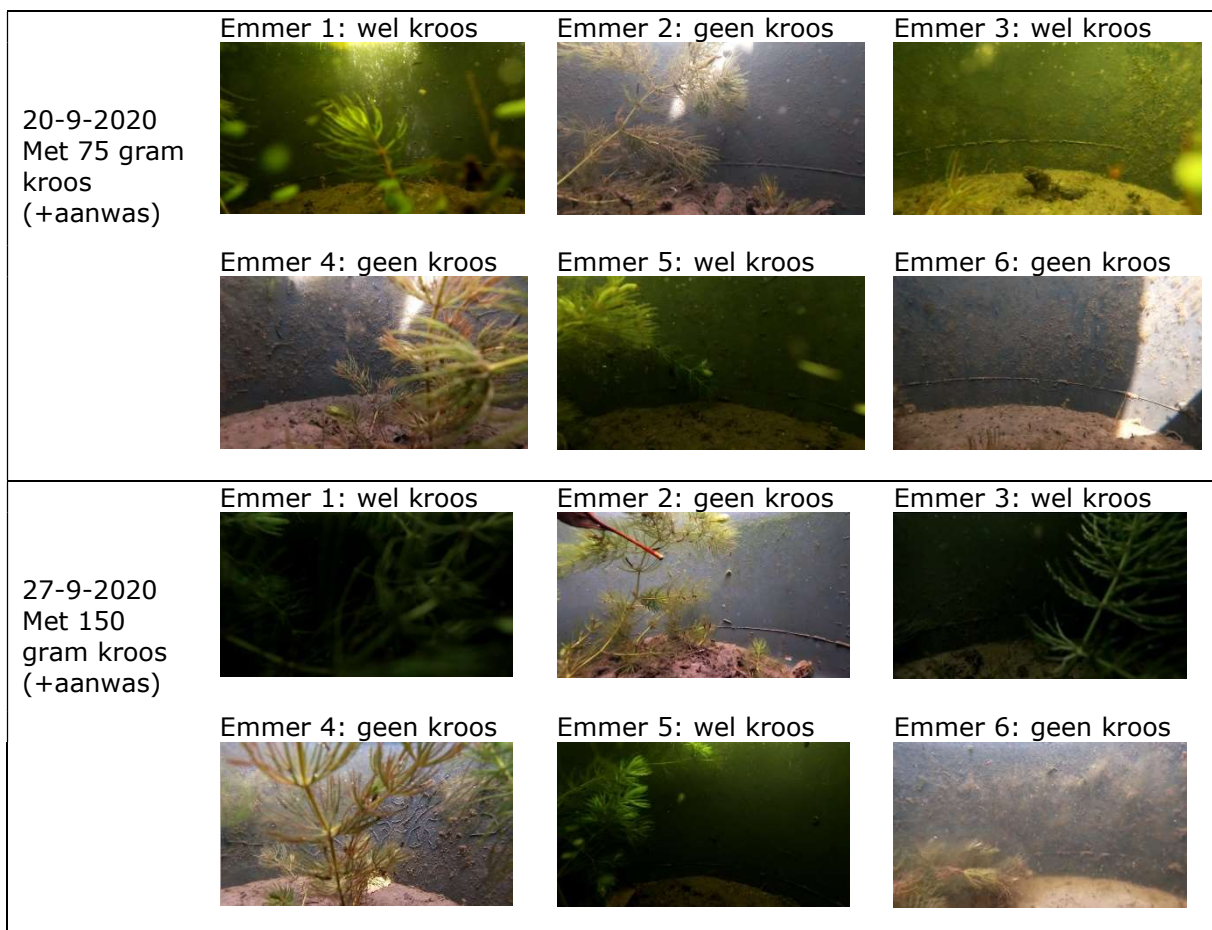 Emmer 1: wel kroos
Emmer 2: geen kroos
Emmer 3: wel kroos
20-9-2020
Met 75 gram
kroos
(+aanwas)
Emmer 4: geen kroos
Emmer 5: wel kroos
Emmer 6: geen kroos
Emmer 1: wel kroos
Emmer 2: geen kroos
Emmer 3: wel kroos
27-9-2020
Met 150
gram kroos
(+aanwas)
Emmer 4: geen kroos
Emmer 5: wel kroos
Emmer 6: geen kroos